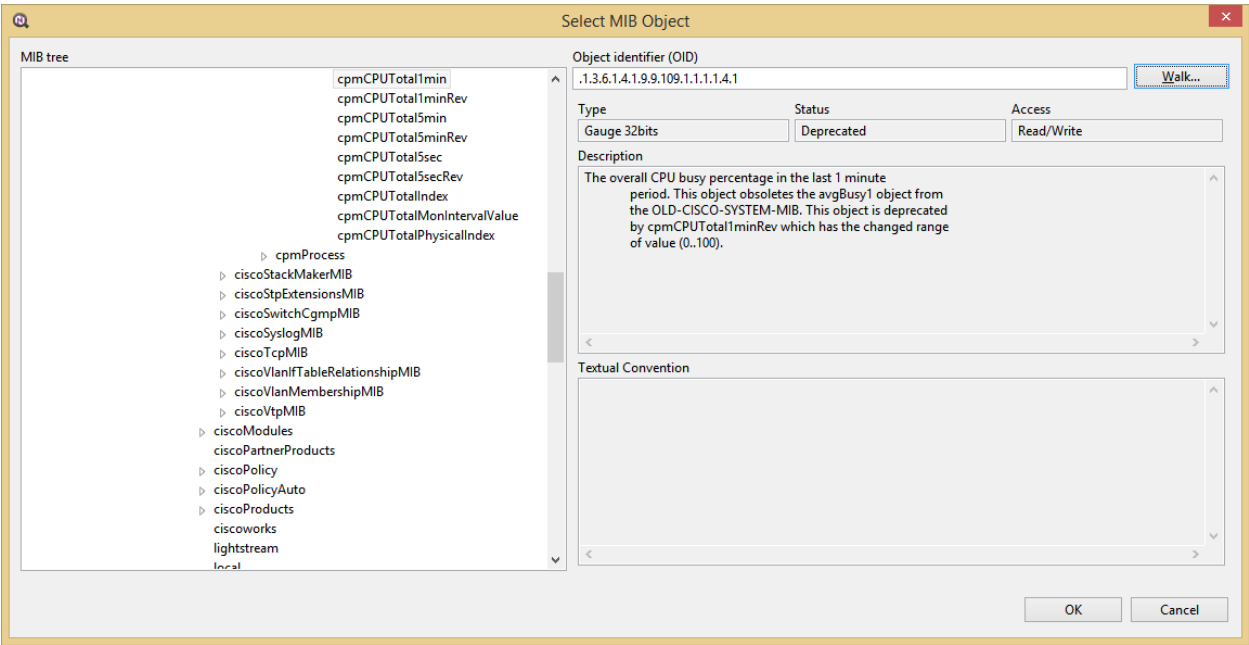 Select MIB Object
MIB tree
cpmCPUTotal1min
cpmCPUTotal1minRev
cpmCPUTotal5min
cpmCPUTotal5minRev
cpmCPUTotal5sec
cpmCPUTotal5secRev
cpmCPUTotalIndex
cpmCPUTotalMonIntervalValue
cpmCPUTotalPhysicalIndex
cpmProcess
ciscoStackMakerMIB
ciscoStpExtensionsMIB
ciscoSwitchCgmpMIB
ciscoSyslogMIB
ciscoTcpMIB
ciscoVlanIfTableRelationshipMIB
ciscoVlanMembershipMIB
ciscoVtpMIB
ciscoModules
ciscoPartnerProducts
ciscoPolicy
ciscoPolicyAuto
ciscoProducts
ciscoworks
lightstream
local
Object identifier (OID)
.1.3.6.1.4.1.9.9.109.1.1.1.1.4.1
Walk...
Type
Status
Access
Gauge 32bits
Deprecated
Read/Write
Description
The overall CPU busy percentage in the last 1 minute
period. This object obsoletes the avgBusy1 object from
the OLD-CISCO-SYSTEM-MIB. This object is deprecated
by cpmCPUTotal1minRev which has the changed range
of value (0..100).
Textual Convention
OK
Cancel